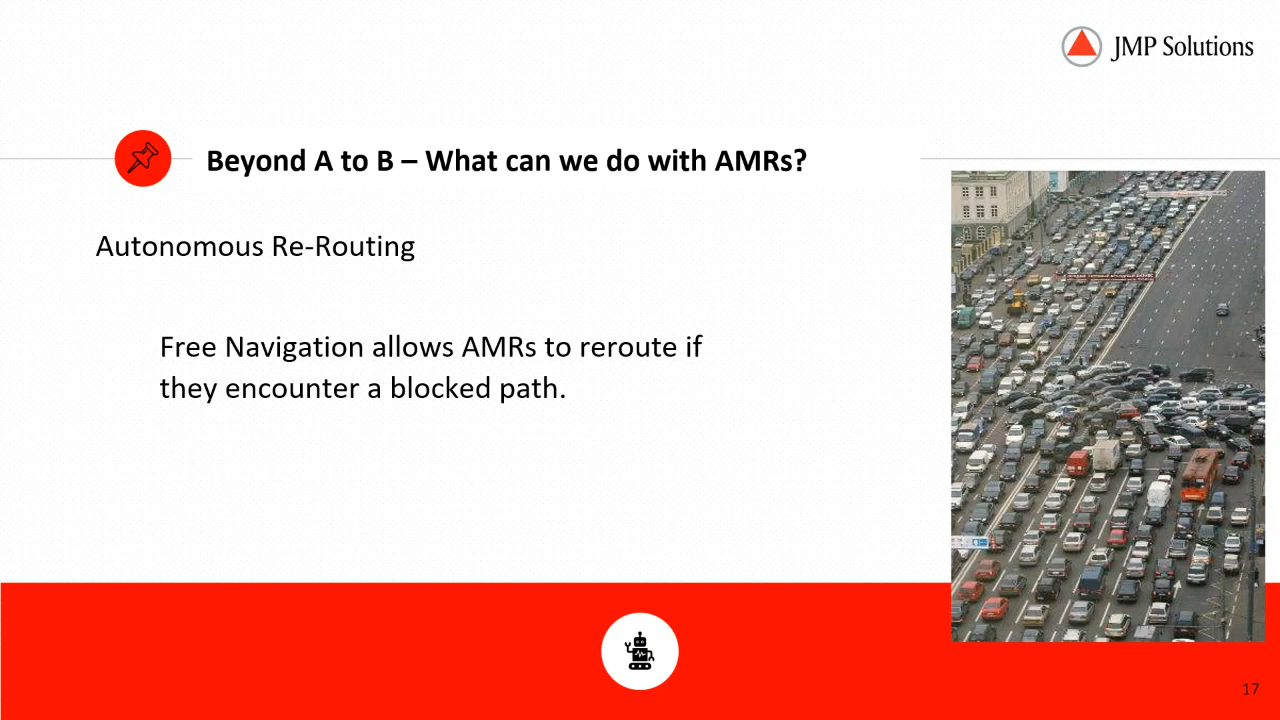 JMP Solutions
Beyond A to B – What can we do with AMRs?
Autonomous Re-Routing
Free Navigation allows AMRs to reroute if
they encounter a blocked path.
17